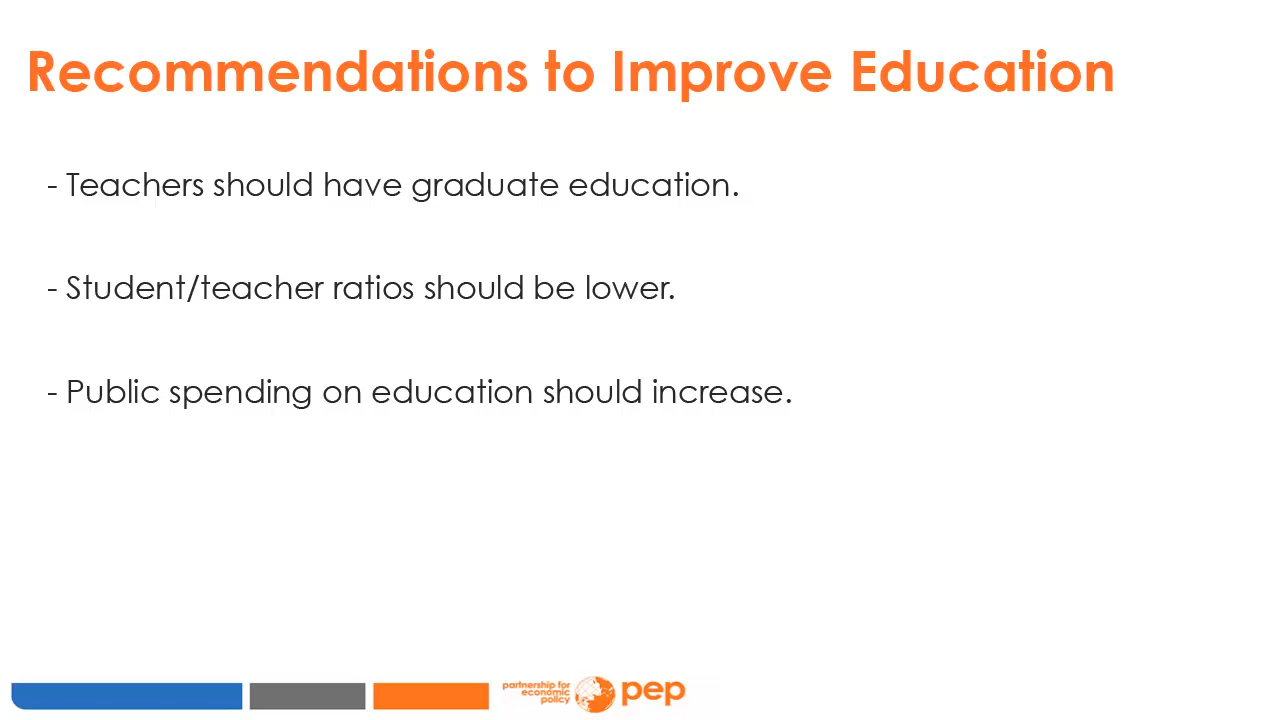 Recommendations to Improve Education
- Teachers should have graduate education.
- Student/teacher ratios should be lower.
- Public spending on education should increase.
partnership for
economic
policy
pep